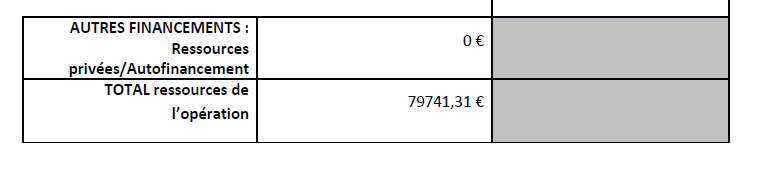 AUTRES FINANCEMENTS :
Ressources
privées/Autofinancement
0 €
TOTAL ressources de
l’opération
79741,31 €